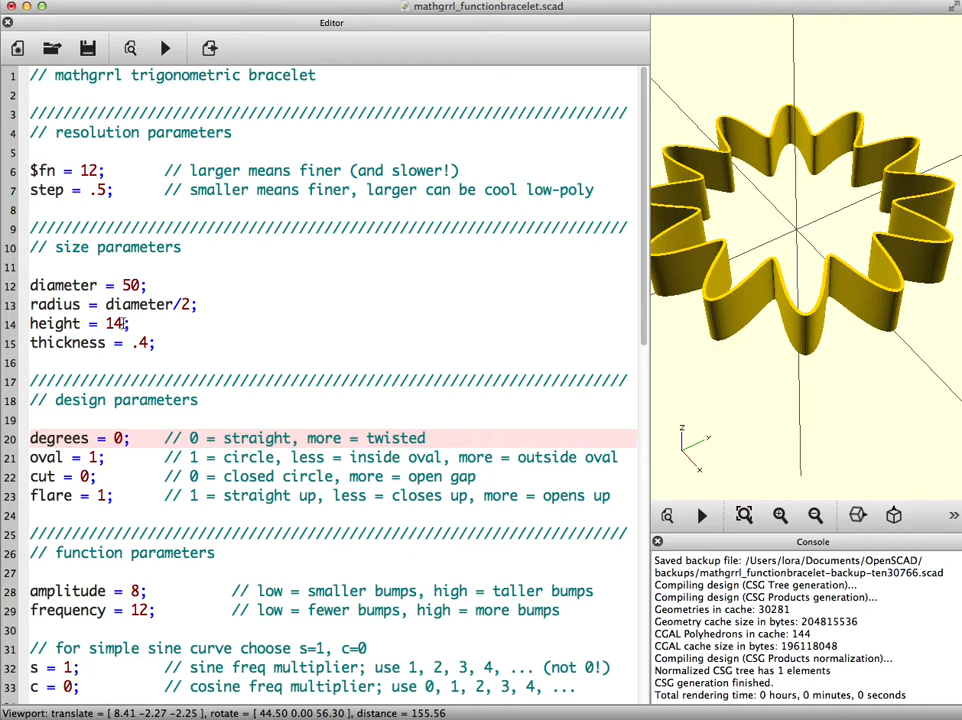 mathgrrl_functionbracelet.scad
Editor
1 // mathgrrl trigonometric bracelet
2
3 ///////////////////////////////////////////////////////////////////////
4 // resolution parameters
5
6 $fn = 12; // larger means finer (and slower!)
7 step = .5; // smaller means finer, larger can be cool low-poly
8
9 ///////////////////////////////////////////////////////////////////////
10 // size parameters
11
12 diameter = 50;
13 radius = diameter/2;
14 height = 14;
15 thickness = .4;
16
17 ///////////////////////////////////////////////////////////////////////
18 // design parameters
19
20 degrees = 0; // 0 = straight, more = twisted
21 oval = 1; // 1 = circle, less = inside oval, more = outside oval
22 cut = 0; // 0 = closed circle, more = open gap
23 flare = 1; // 1 = straight up, less = closes up, more = opens up
24
25 ///////////////////////////////////////////////////////////////////////
26 // function parameters
27
28 amplitude = 8; // low = smaller bumps, high = taller bumps
29 frequency = 12; // low = fewer bumps, high = more bumps
30
31 // for simple sine curve choose s=1, c=0
32 s = 1; // sine freq multiplier; use 1, 2, 3, 4, ... (not 0!)
33 c = 0; // cosine freq multiplier; use 0, 1, 2, 3, 4, ...
z
y
x
»
Console
Saved backup file: /Users/lora/Documents/OpenSCAD/
backups/mathgrrl_functionbracelet-backup-ten30766.scad
Compiling design (CSG Tree generation)...
Compiling design (CSG Products generation)...
Geometries in cache: 30281
Geometry cache size in bytes: 204815536
CGAL Polyhedrons in cache: 144
CGAL cache size in bytes: 196118048
Compiling design (CSG Products normalization)...
Normalized CSG tree has 1 elements
CSG generation finished.
Total rendering time: 0 hours, 0 minutes, 0 seconds
Viewport: translate = [ 8.41 -2.27 -2.25 ], rotate = [ 44.50 0.00 56.30 ], distance = 155.56